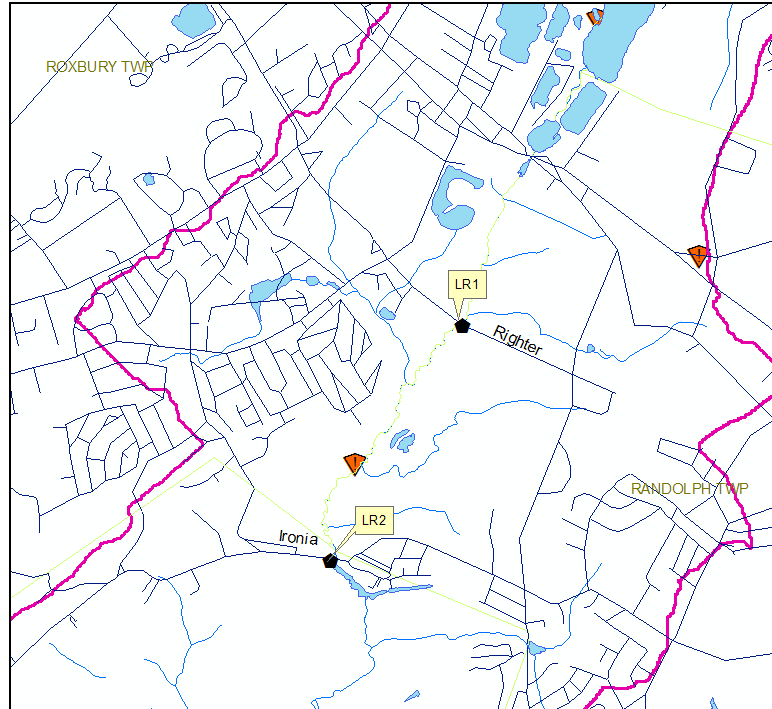 ROXBURY TWP
LR1
Righter
RANDOLPH TWP
LR2
Ironia